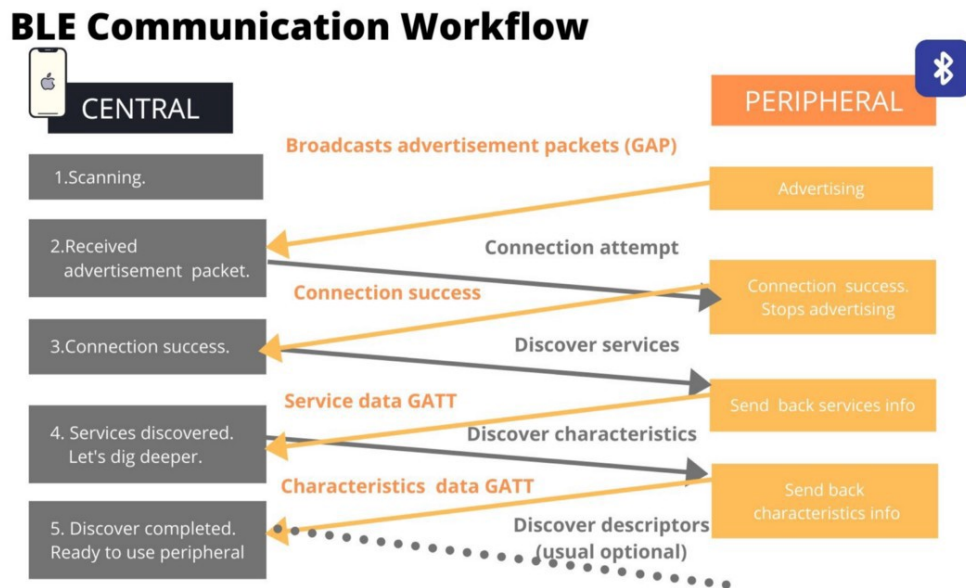 BLE Communication Workflow
CENTRAL
PERIPHERAL
Broadcasts advertisement packets (GAP)
1.Scanning.
Advertising
2.Received
advertisement packet.
Connection attempt
Connection success
Connection success.
Stops advertising
3.Connection success.
Discover services
Service data GATT
Send back services info
4. Services discovered.
Let's dig deeper.
Discover characteristics
Characteristics data GATT
Send back
characteristics info
5. Discover completed.
Ready to use peripheral
Discover descriptors
(usual optional)